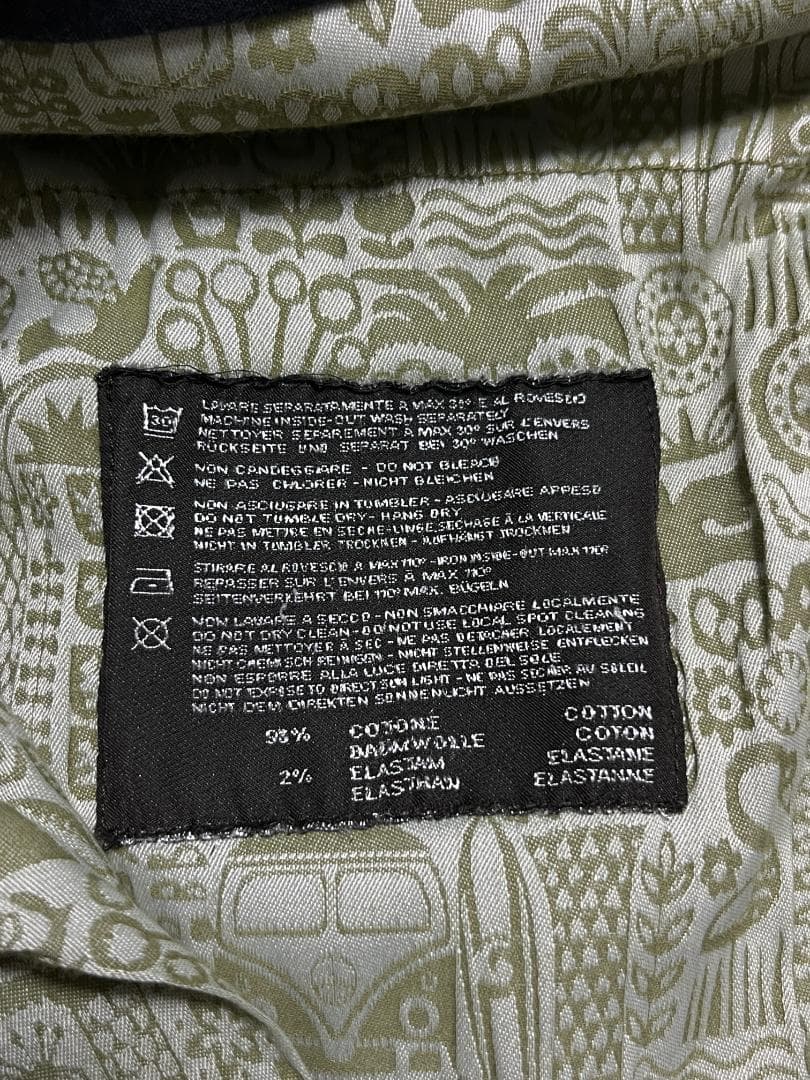 30
LAVARE SEPARATAMENTE A MAX 30° E AL ROVESCIO
MACHINE INSIDE-OUT WASH SEPARATELY
NETTOYER SEPAREMENT A MAX 30° SUR L'ENVERS
RÜCKSEITE UND SEPARAT BEI 30° WASCHEN
NON CANDEGGIARE - DO NOT BLEACH
NE PAS CHLORER - NICHT BLEICHEN
NON ASCIUGARE IN TUMBLER - ASCIUGARE APPESO
DO NOT TUMBLE DRY - HANG DRY
NE PAS METTRE EN SECHE-LINGE, SECHAGE À LA VERTICALE
NICHT IN TUMBLER TROCKNEN - AUFHÄNGT TROCKNEN
STIRARE AL ROVESCIO A MAX 110° - IRON INSIDE-OUT MAX 110°
REPASSER SUR L'ENVERS À MAX 110°
SEITENVERKEHRT BEI 110° MAX. BÜGELN
NON LAVARE A SECCO - NON SMACCHIARE LOCALMENTE
DO NOT DRY CLEAN - DO NOT USE LOCAL SPOT CLEANING
NE PAS NETTOYER À SEC - NE PAS DETACHER LOCALEMENT
NICHT CHEMISCH REINIGEN - NICHT STELLENWEISE ENTFLECKEN
NON ESPORRE ALLA LUCE DIRETTA DEL SOLE
DO NOT EXPOSE TO DIRECT SUN LIGHT - NE PAS SECHER AU SOLEIL
NICHT DEM DIREKTEN SONNENLICHT AUSSETZEN
98% COTONE COTTON
BAUMWOLLE COTON
2% ELASTAM ELASTANE
ELASTHAN ELASTANNE